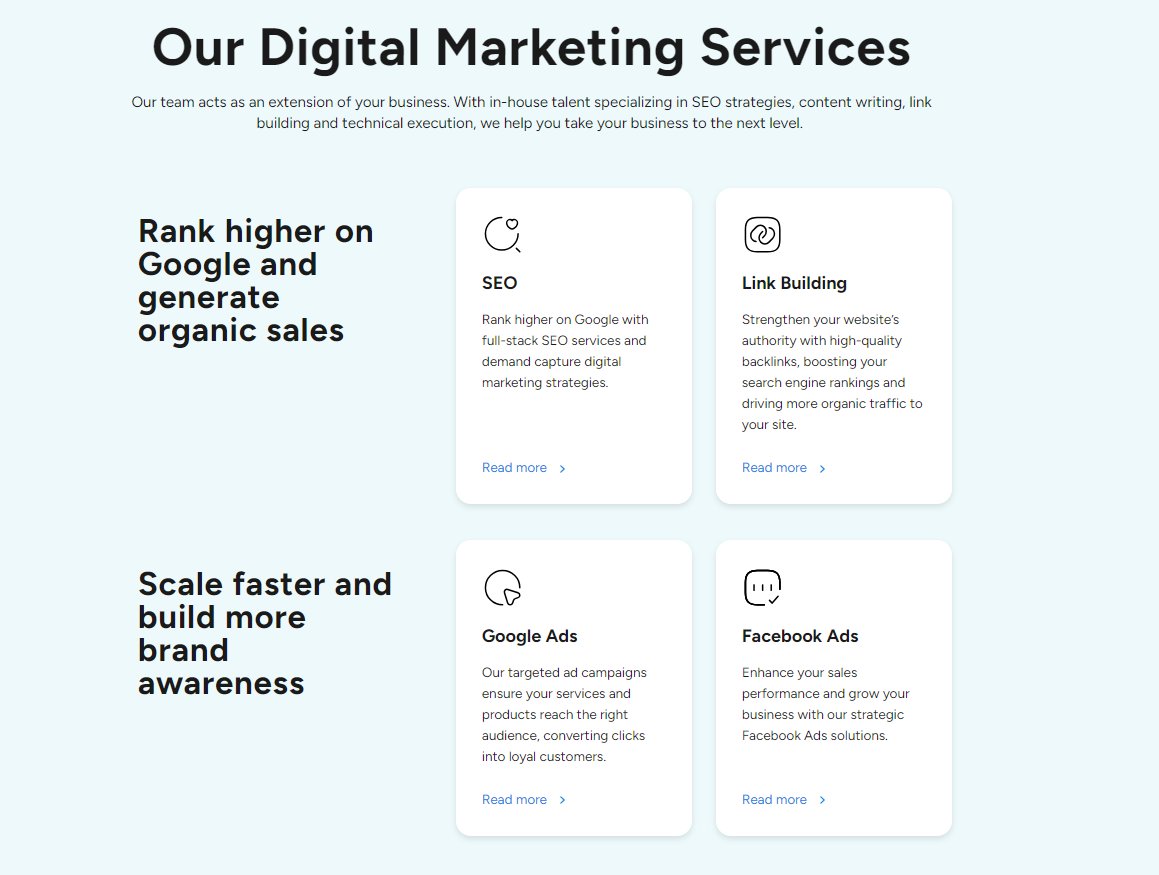 Our Digital Marketing Services
Our team acts as an extension of your business. With in-house talent specializing in SEO strategies, content writing, link
building and technical execution, we help you take your business to the next level.
Rank higher on
Google and
generate
organic sales
SEO
Rank higher on Google with
full-stack SEO services and
demand capture digital
marketing strategies.
Read more
Link Building
Strengthen your website's
authority with high-quality
backlinks, boosting your
search engine rankings and
driving more organic traffic to
your site.
Read more
Scale faster and
build more
brand
awareness
Google Ads
Our targeted ad campaigns
ensure your services and
products reach the right
audience, converting clicks
into loyal customers.
Read more
Facebook Ads
Enhance your sales
performance and grow your
business with our strategic
Facebook Ads solutions.
Read more